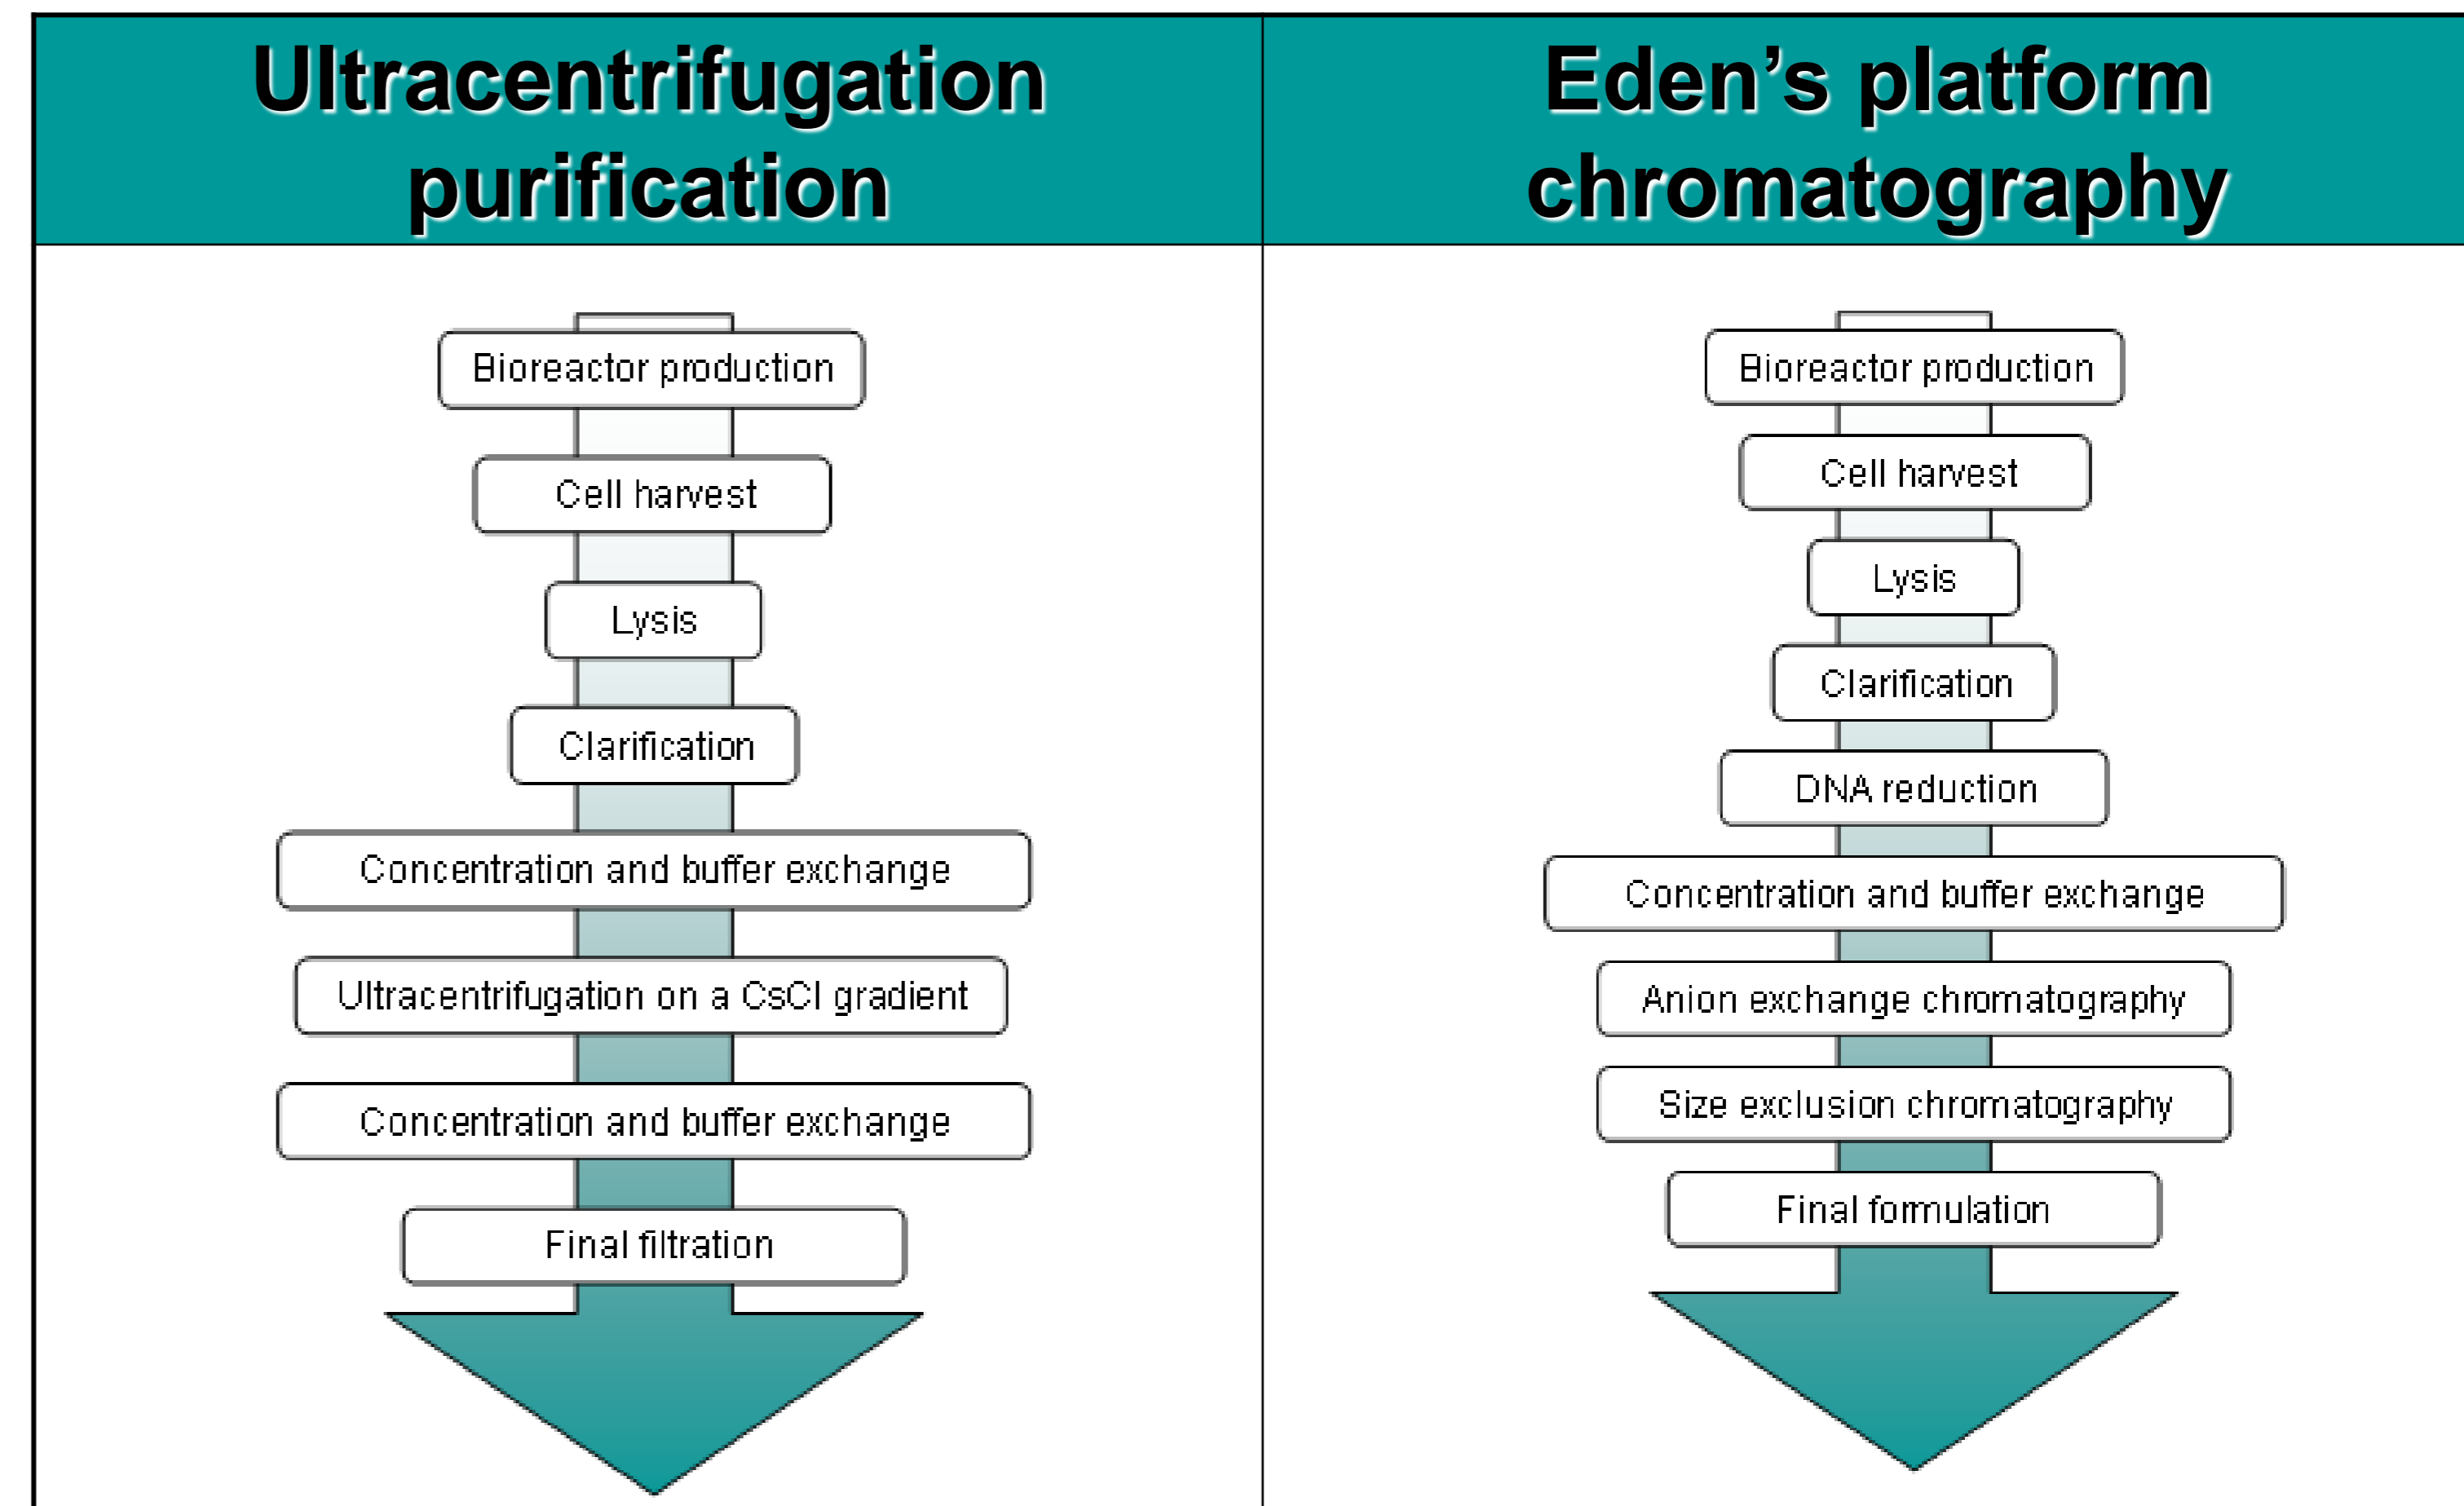 Ultracentrifugation
purification
Bioreactor production
Cell harvest
Lysis
Clarification
Concentration and buffer exchange
Ultracentrifugation on a CsCl gradient
Concentration and buffer exchange
Final filtration
Eden’s platform
chromatography
Bioreactor production
Cell harvest
Lysis
Clarification
DNA reduction
Concentration and buffer exchange
Anion exchange chromatography
Size exclusion chromatography
Final formulation